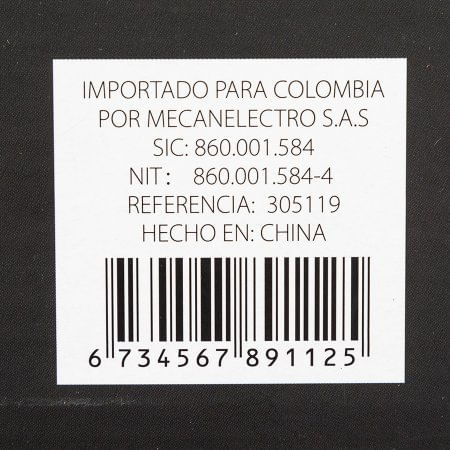 IMPORTADO PARA COLOMBIA
POR MECANELECTRO S.A.S
SIC: 860.001.584
NIT: 860.001.584-4
REFERENCIA: 305119
HECHO EN: CHINA
6 734567 891125